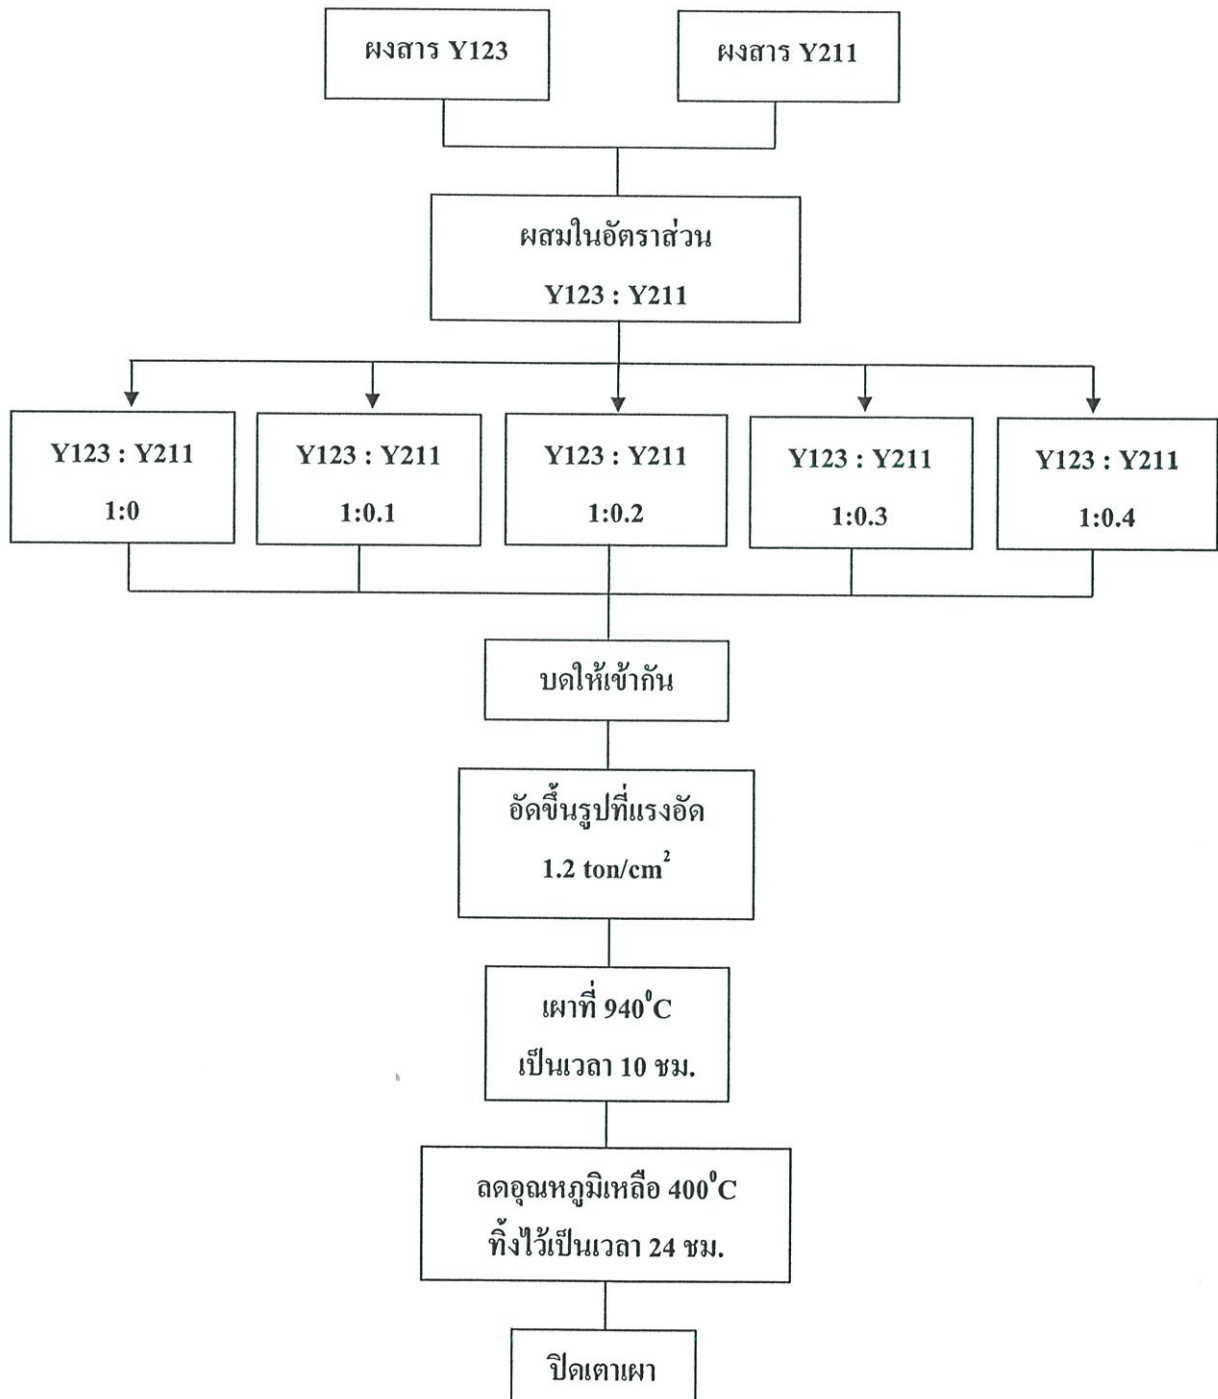 ผงสาร Y123
ผงสาร Y211
ผสมในอัตราส่วน
Y123 : Y211
Y123 : Y211
1:0
Y123 : Y211
1:0.1
Y123 : Y211
1:0.2
Y123 : Y211
1:0.3
Y123 : Y211
1:0.4
บดให้เข้ากัน
อัดขึ้นรูปที่แรงอัด
1.2 ton/cm²
เผาที่ 940⁰C
เป็นเวลา 10 ชม.
ลดอุณหภูมิเหลือ 400⁰C
ทิ้งไว้เป็นเวลา 24 ชม.
ปิดเตาเผา